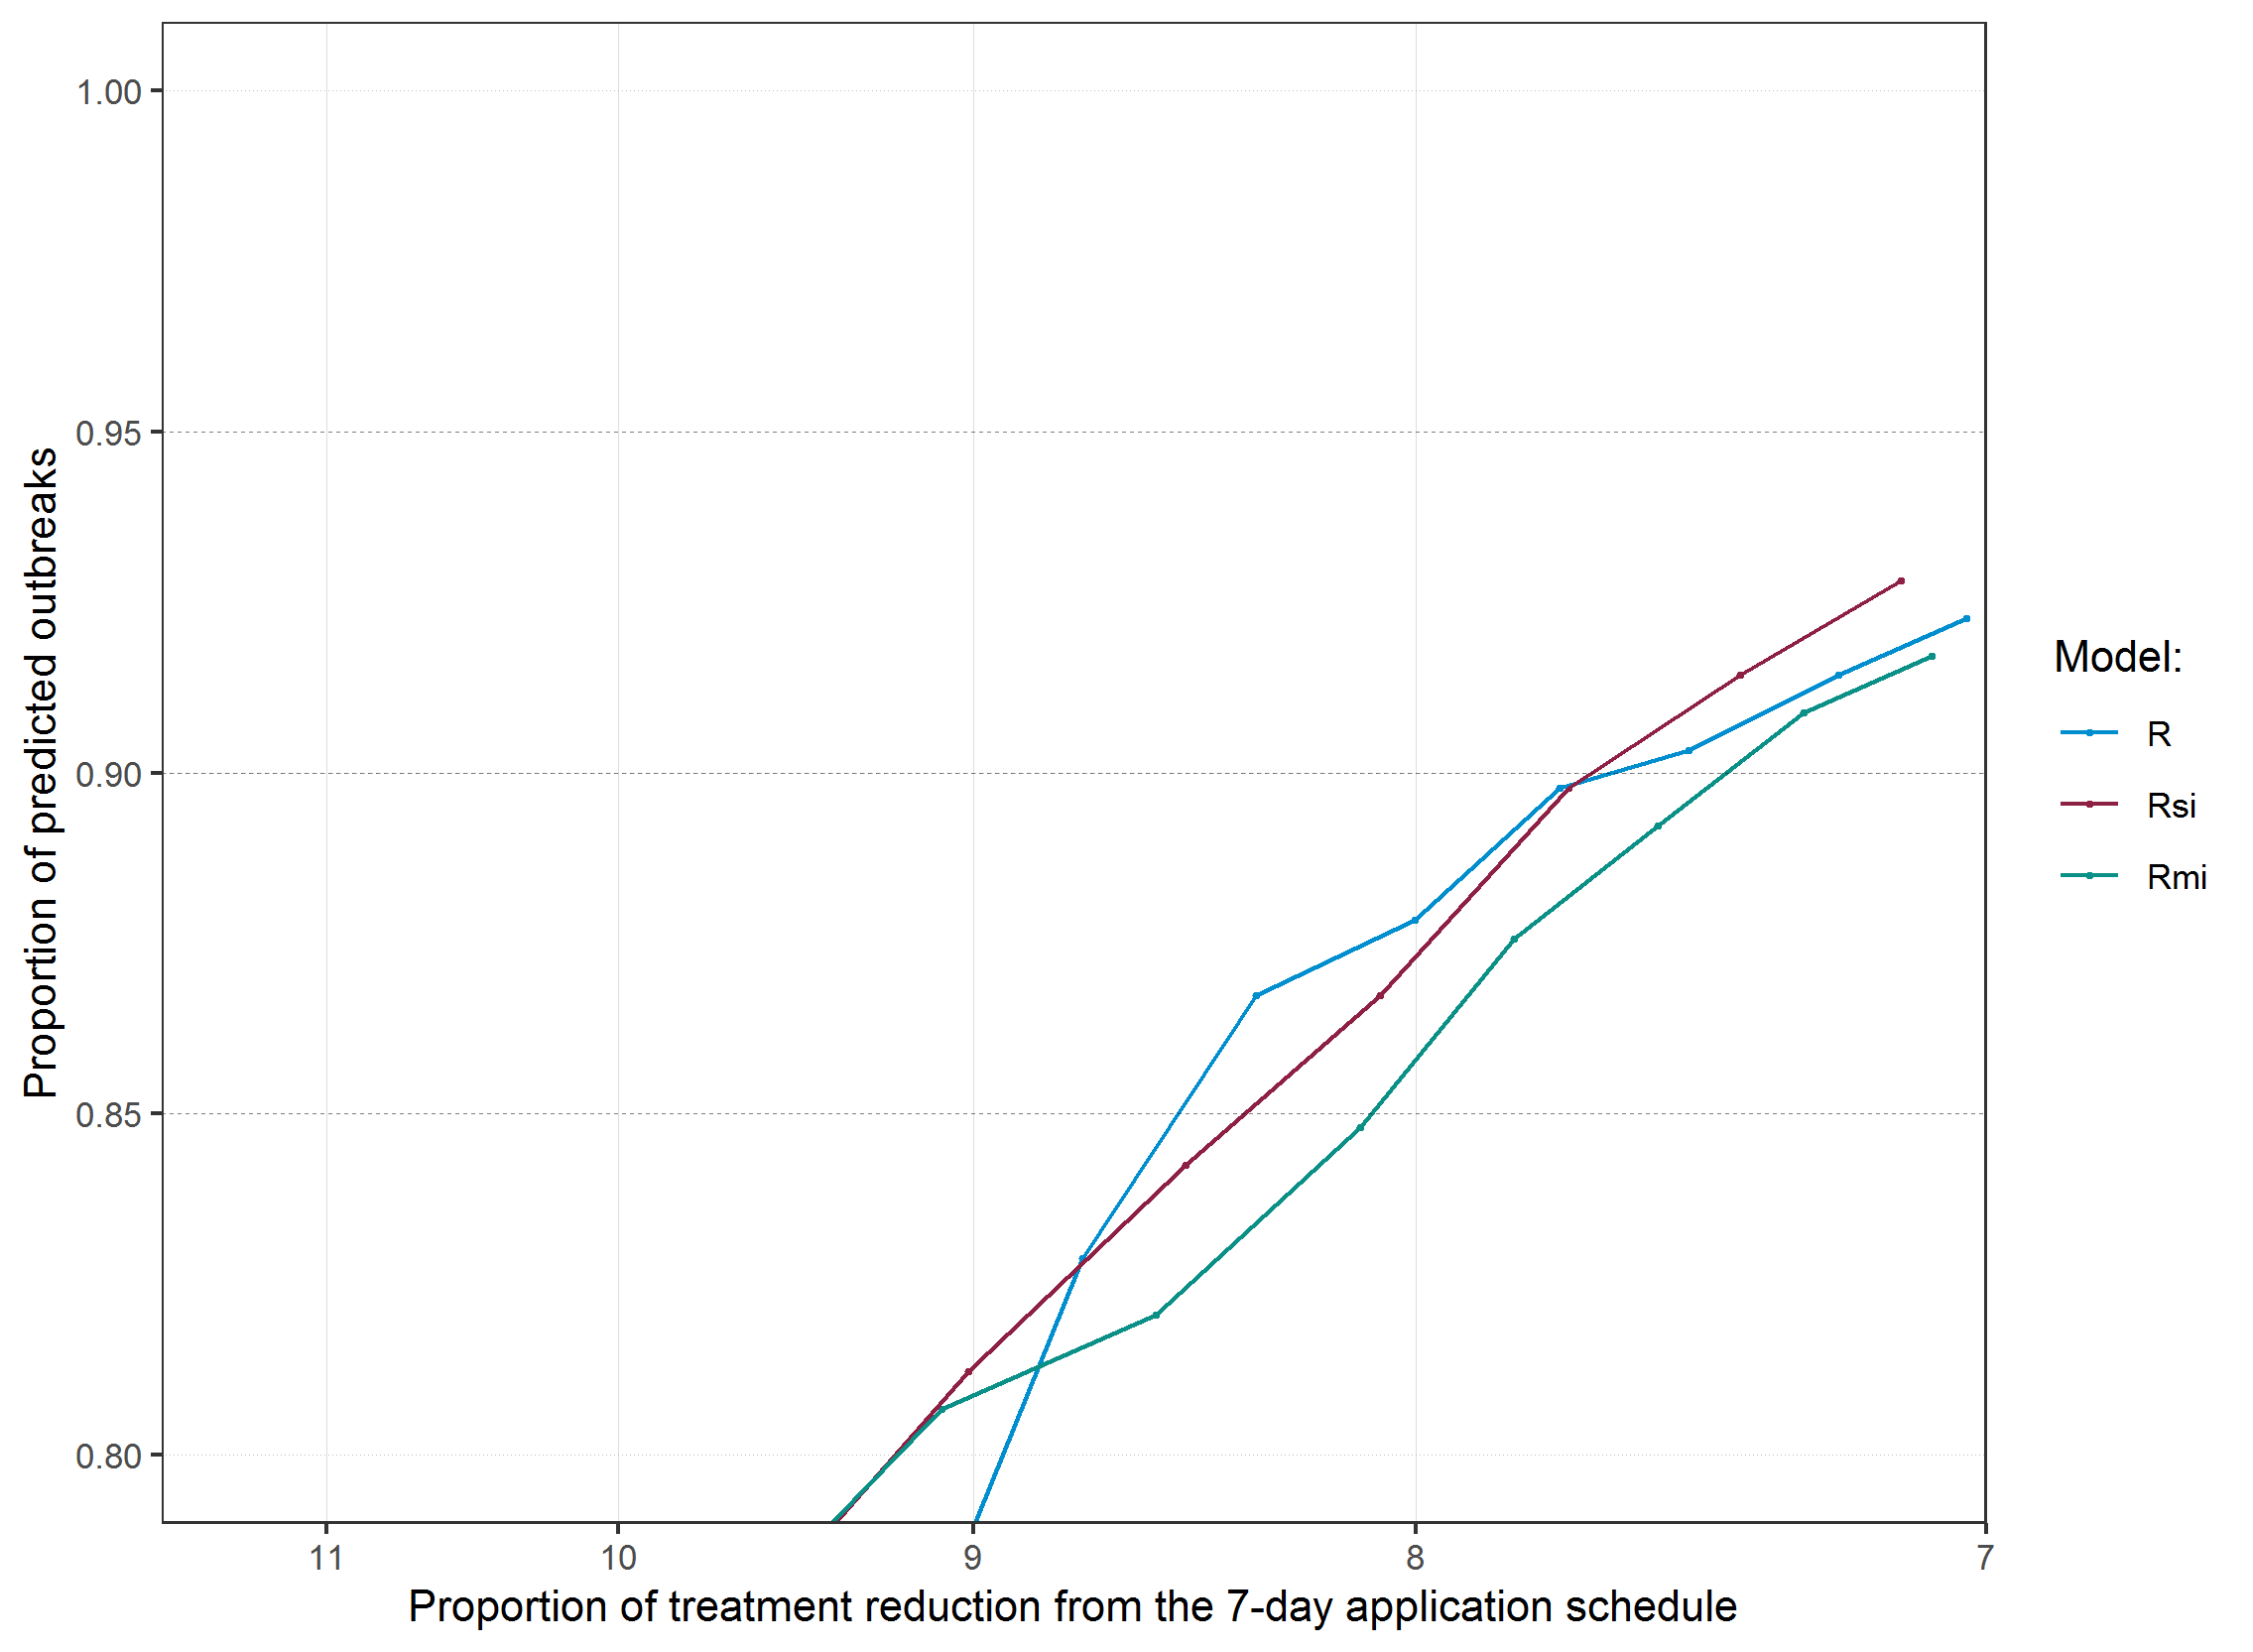 Proportion of predicted outbreaks
1.00
0.95
0.90
0.85
0.80
11 10 9 8 7
Proportion of treatment reduction from the 7-day application schedule
Model:
R
Rsi
Rmi